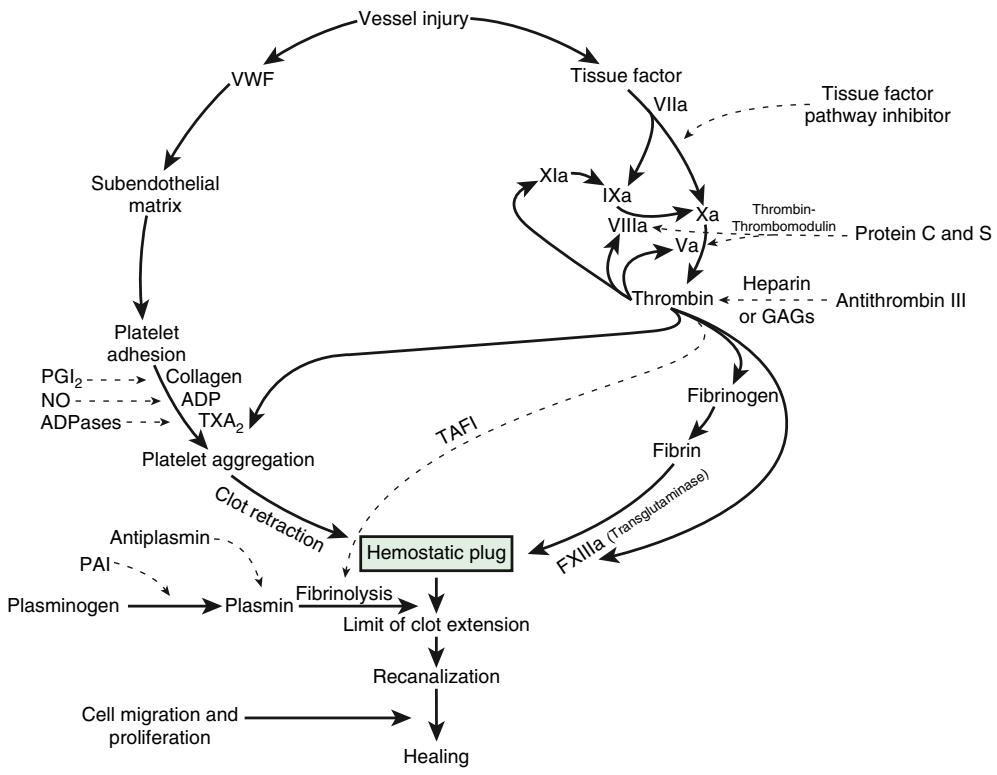 Vessel injury
VWF
Tissue factor
VIIa
Tissue factor
pathway inhibitor
Subendothelial
matrix
XIa
IXa
Xa
Thrombin-
Thrombomodulin
VIIIa
Va
Protein C and S
Thrombin
Heparin
or GAGs
Antithrombin III
Platelet
adhesion
PGI₂
Collagen
NO
ADP
ADPases
TXA₂
Platelet aggregation
TAFI
Fibrinogen
Fibrin
Clot retraction
FXIIIa (Transglutaminase)
Hemostatic plug
Antiplasmin
PAI
Plasminogen
Plasmin
Fibrinolysis
Limit of clot extension
Recanalization
Cell migration and
proliferation
Healing